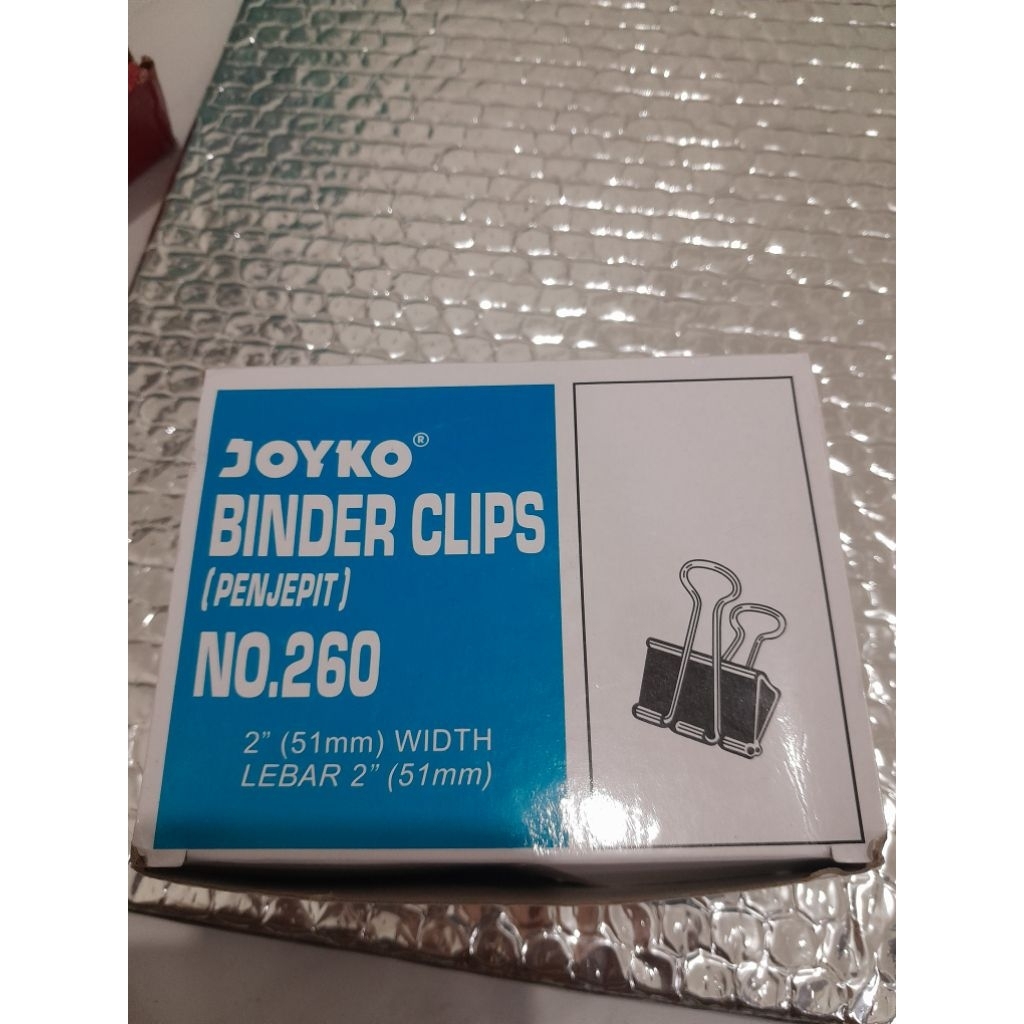 JOYKO®
BINDER CLIPS
(PENJEPIT)
NO.260
2” (51mm) WIDTH
LEBAR 2” (51mm)